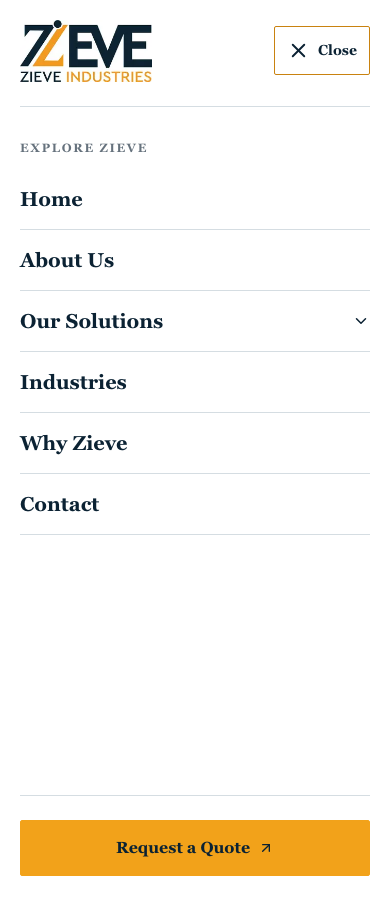 ZIEVE
ZIEVE INDUSTRIES
Close
EXPLORE ZIEVE
Home
About Us
Our Solutions
Industries
Why Zieve
Contact
Request a Quote